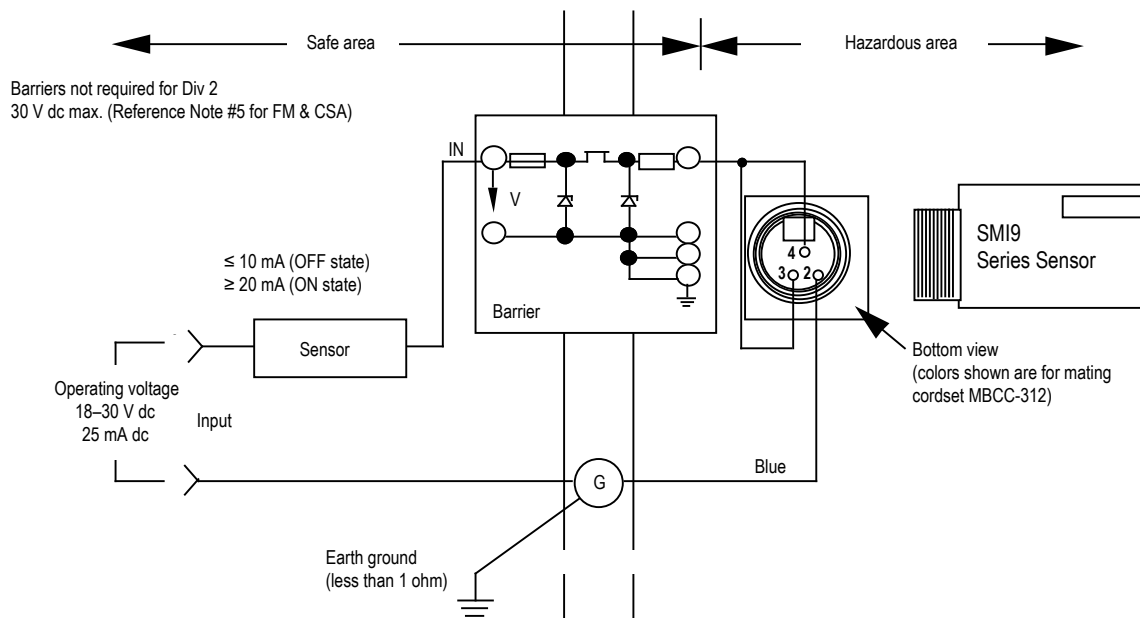 Safe area
Hazardous area
Barriers not required for Div 2
30 V dc max. (Reference Note #5 for FM & CSA)
IN
V
≤ 10 mA (OFF state)
≥ 20 mA (ON state)
Barrier
4
3
2
SMI9
Series Sensor
Sensor
Bottom view
(colors shown are for mating
cordset MBCC-312)
Operating voltage
18–30 V dc
25 mA dc
Input
G
Blue
Earth ground
(less than 1 ohm)